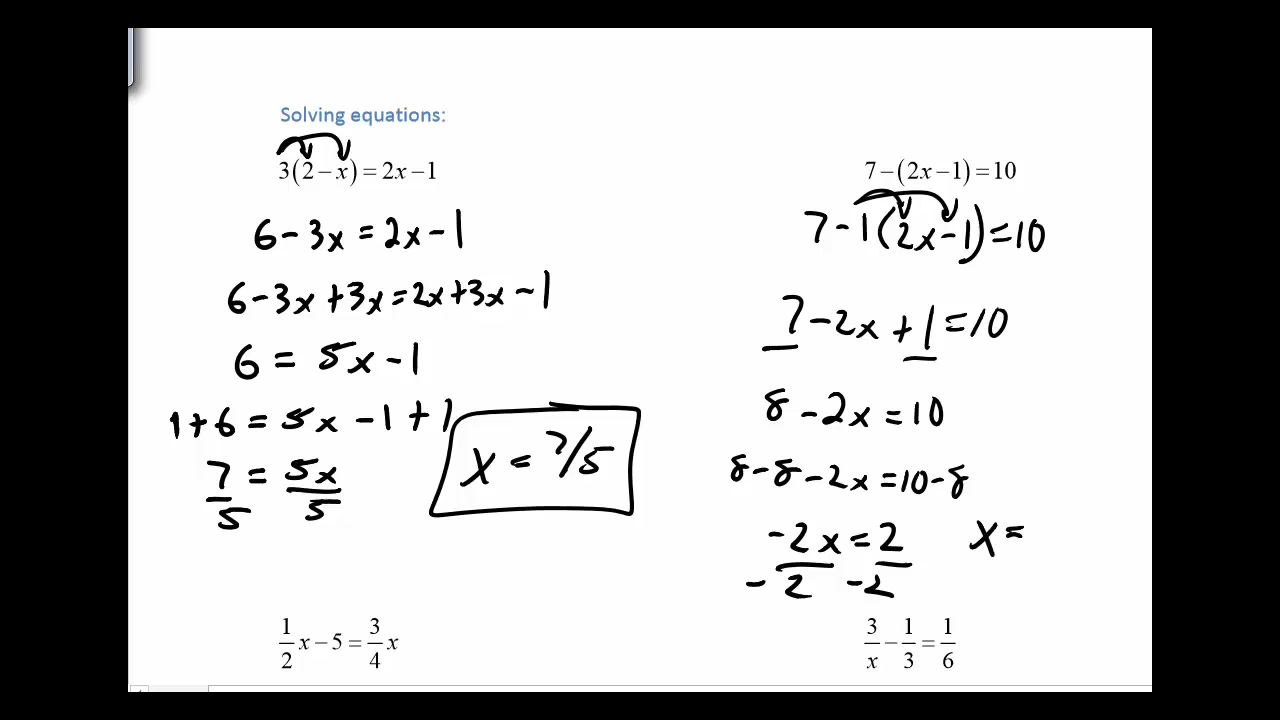 Solving equations:
3(2 − x) = 2x − 1
6 - 3x = 2x - 1
6 - 3x + 3x = 2x + 3x - 1
6 = 5x - 1
1 + 6 = 5x - 1 + 1
7 = 5x
5 5
x = 7/5
7 − (2x − 1) = 10
7 - 1(2x - 1) = 10
7 - 2x + 1 = 10
8 - 2x = 10
8 - 8 - 2x = 10 - 8
-2x = 2
-2 -2
x =
1/2 x − 5 = 3/4 x
3/x − 1/3 = 1/6